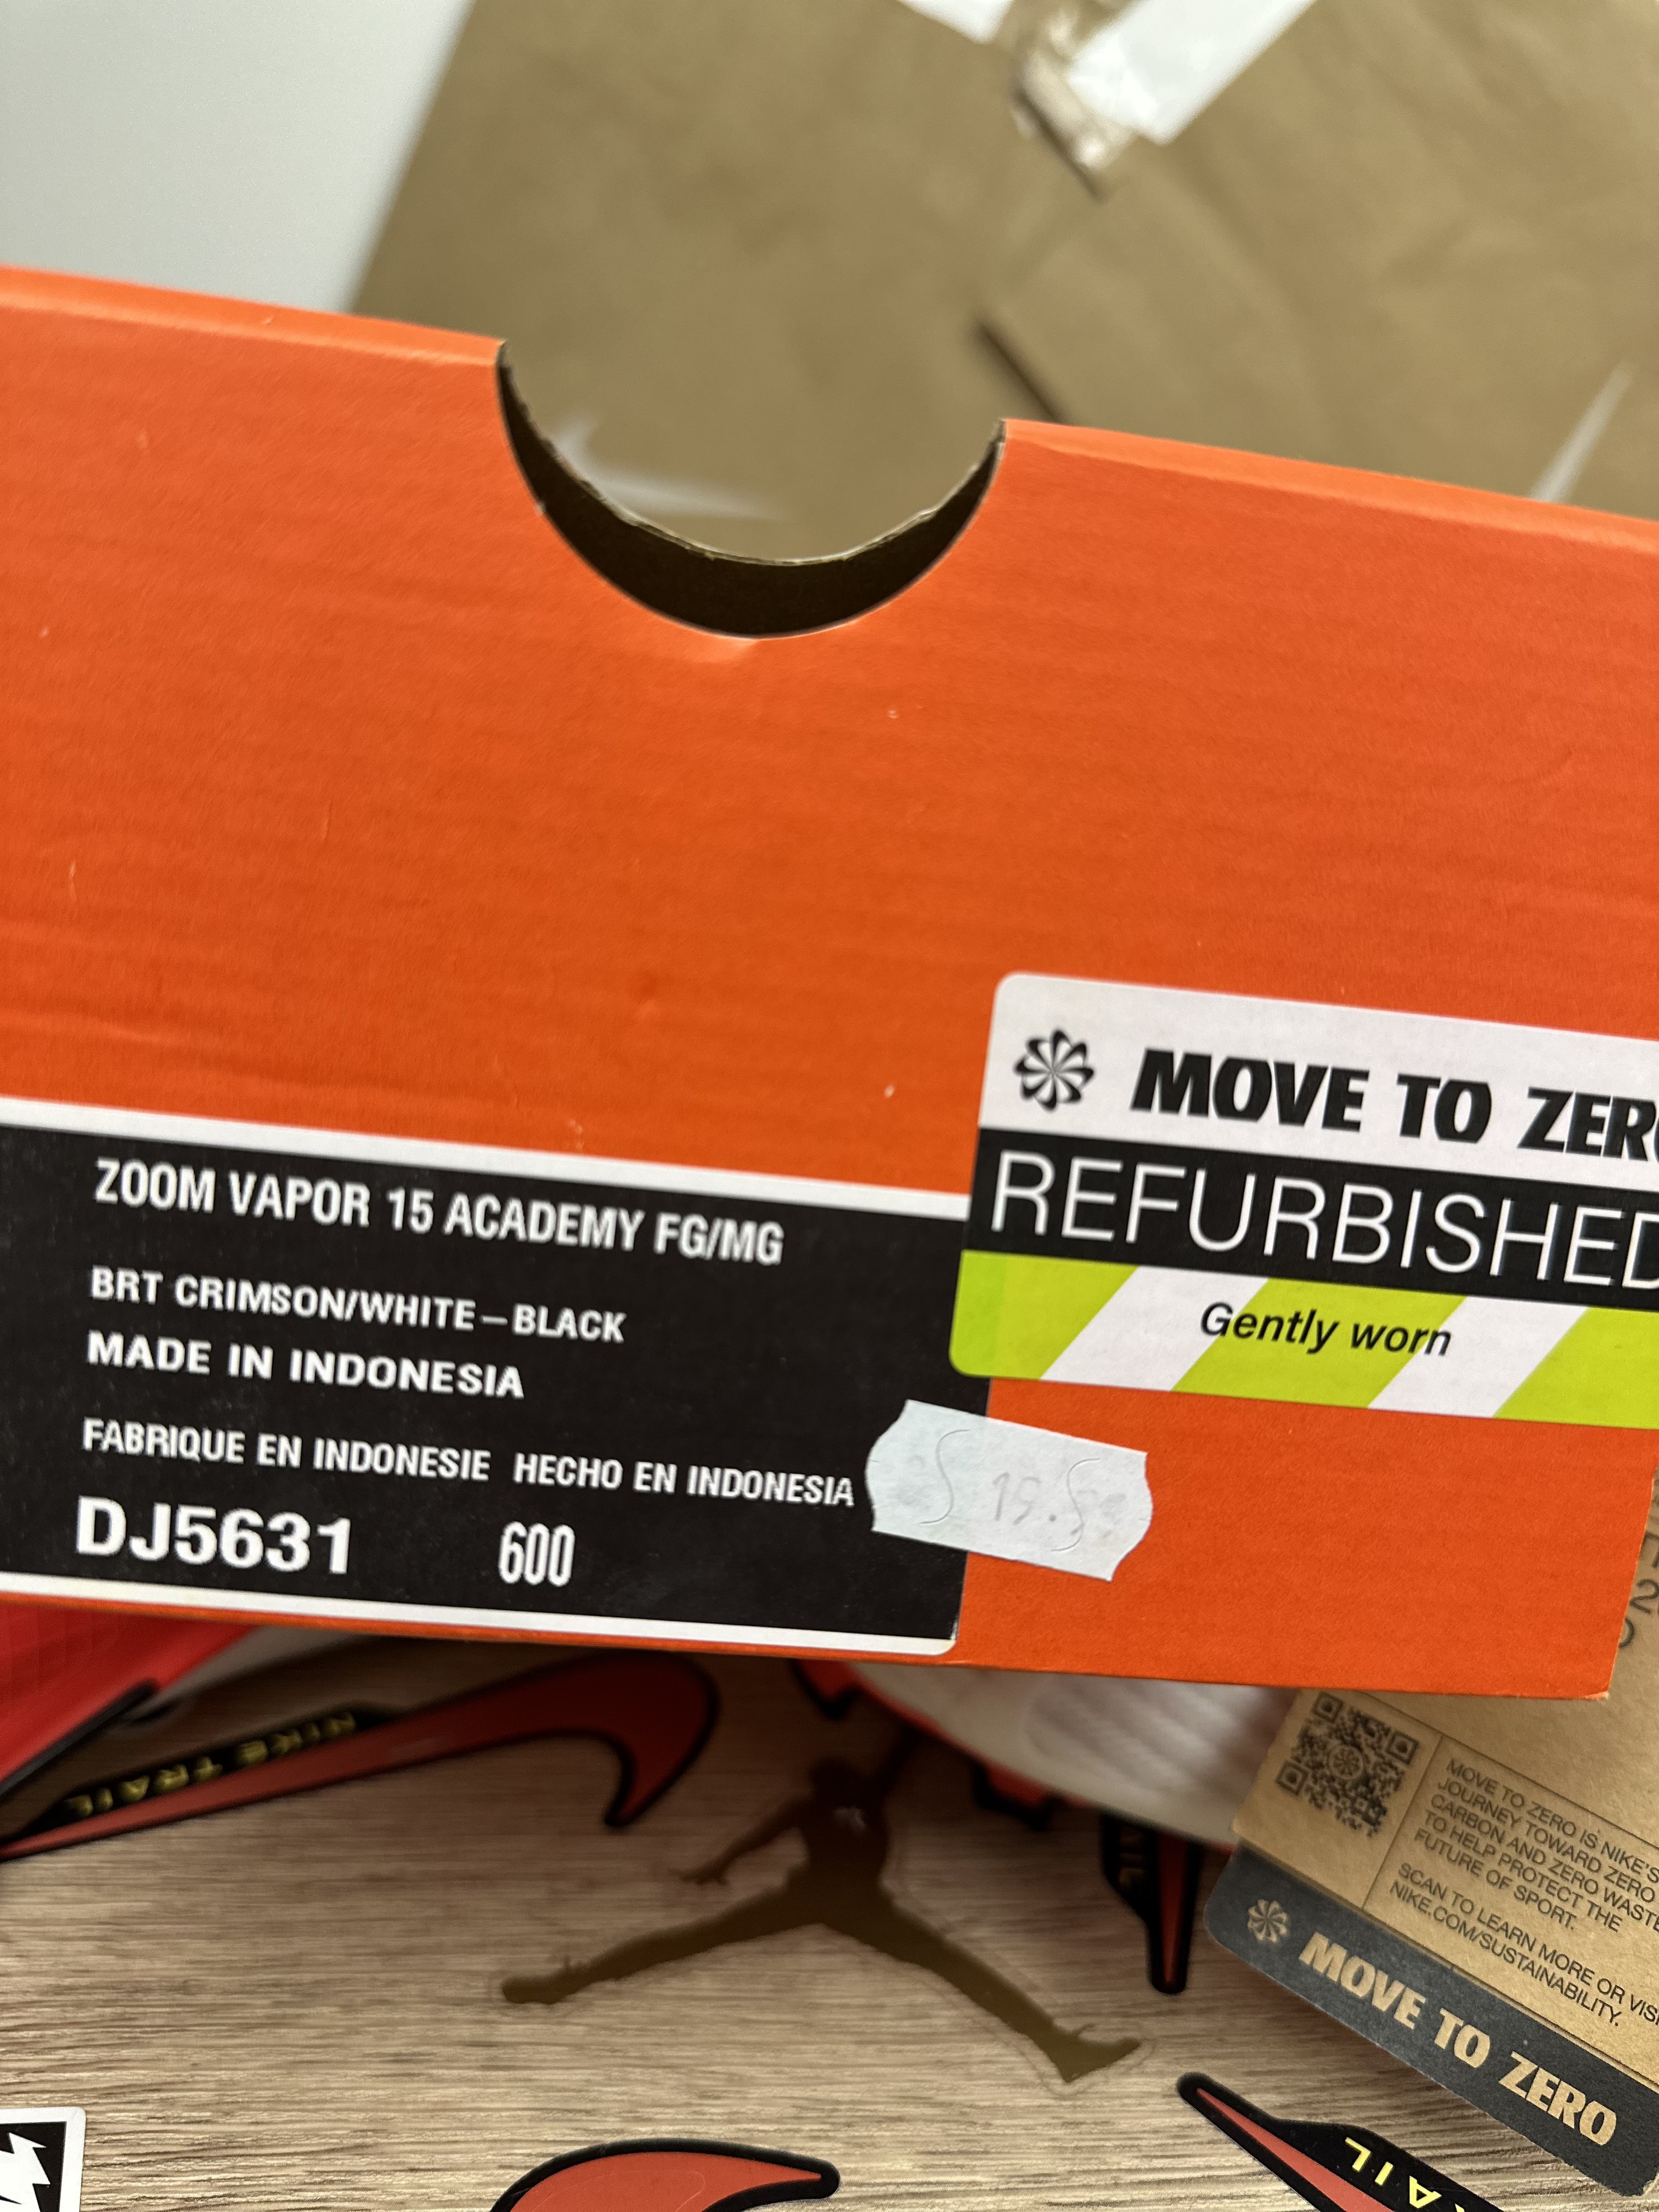 MOVE TO ZER
REFURBISHED
Gently worn
ZOOM VAPOR 15 ACADEMY FG/MG
BRT CRIMSON/WHITE–BLACK
MADE IN INDONESIA
FABRIQUE EN INDONESIE HECHO EN INDONESIA
DJ5631 600
NIKE TRAIL
MOVE TO ZERO IS NIKE'S
JOURNEY TOWARD ZERO
CARBON AND ZERO WASTE
TO HELP PROTECT THE
FUTURE OF SPORT.
SCAN TO LEARN MORE OR VIS
NIKE.COM/SUSTAINABILITY.
MOVE TO ZERO
AIL
RAIL